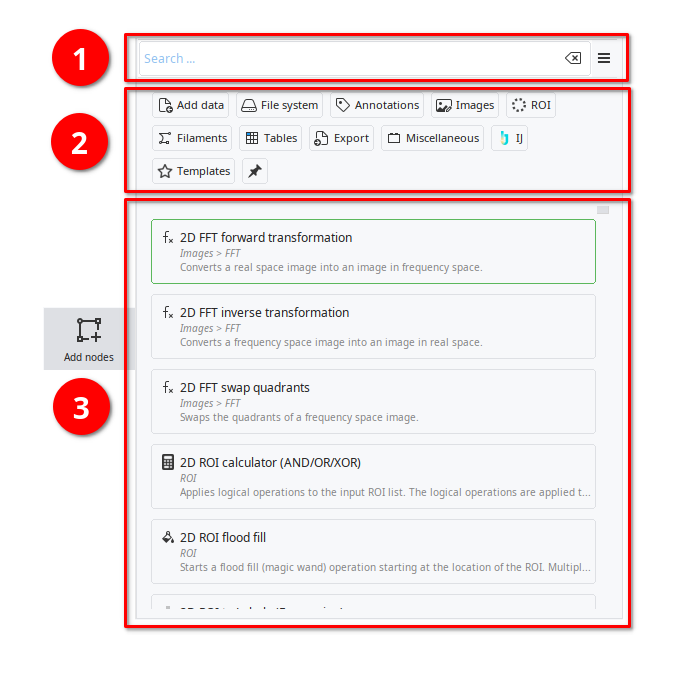 1
Search ...
2
Add data File system Annotations Images ROI
Filaments Tables Export Miscellaneous IJ
Templates
2D FFT forward transformation
Images > FFT
Converts a real space image into an image in frequency space.
2D FFT inverse transformation
Images > FFT
Converts a frequency space image into an image in real space.
Add nodes
3
2D FFT swap quadrants
Images > FFT
Swaps the quadrants of a frequency space image.
2D ROI calculator (AND/OR/XOR)
ROI
Applies logical operations to the input ROI list. The logical operations are applied t...
2D ROI flood fill
ROI
Starts a flood fill (magic wand) operation starting at the location of the ROI. Multipl...